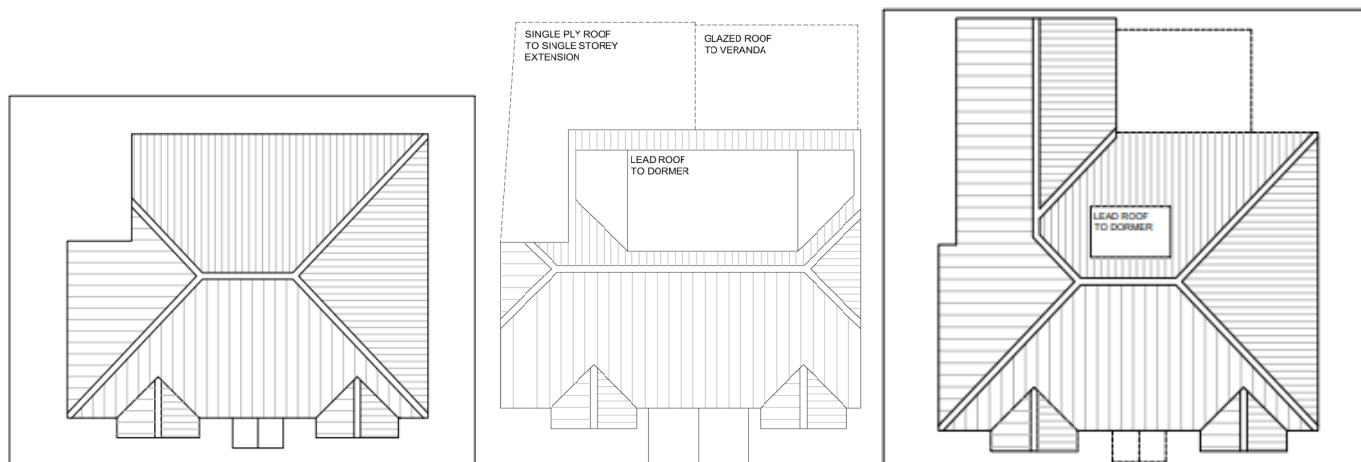 SINGLE PLY ROOF
TO SINGLE STOREY
EXTENSION
GLAZED ROOF
TO VERANDA
LEAD ROOF
TO DORMER
LEAD ROOF
TO DORMER